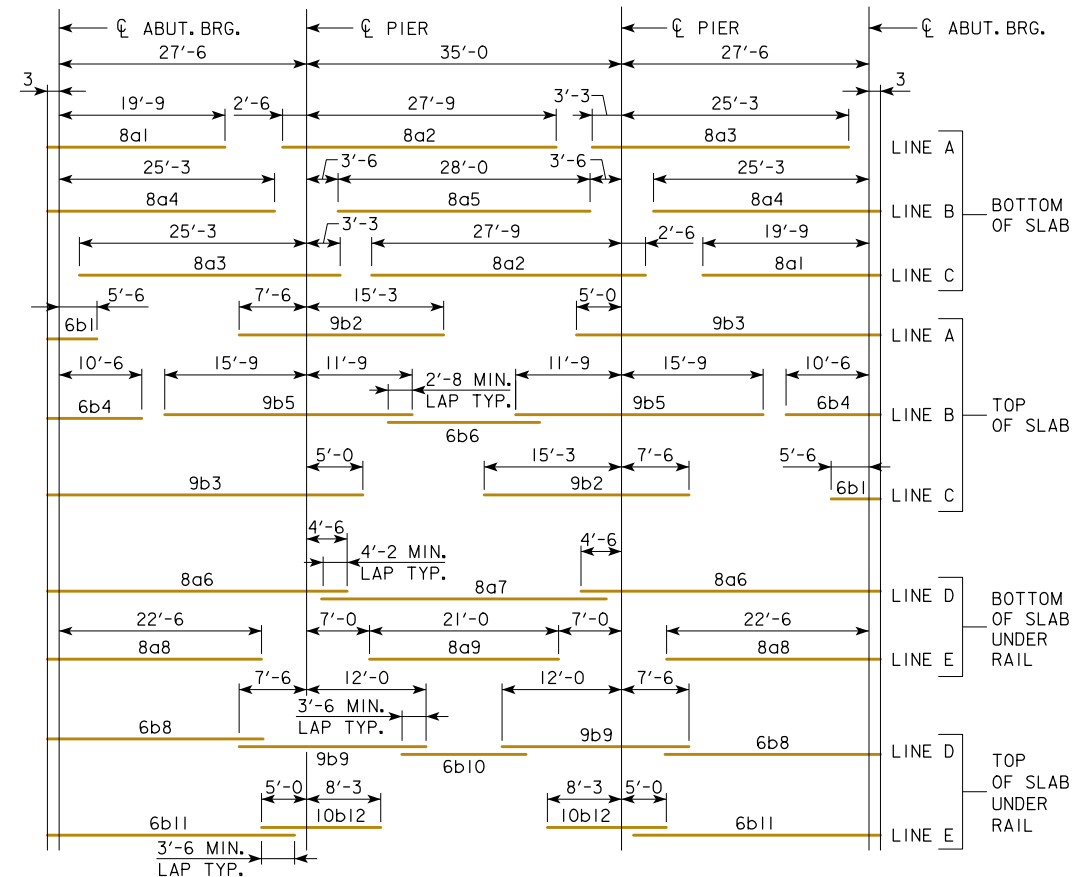 ℄ ABUT. BRG.
℄ PIER
℄ PIER
℄ ABUT. BRG.
27'-6
35'-0
27'-6
3
3
19'-9
2'-6
27'-9
3'-3
25'-3
8a1
8a2
8a3
LINE A
25'-3
3'-6
28'-0
3'-6
25'-3
8a4
8a5
8a4
LINE B
BOTTOM
OF SLAB
25'-3
3'-3
27'-9
2'-6
19'-9
8a3
8a2
8a1
LINE C
5'-6
7'-6
15'-3
5'-0
6b1
9b2
9b3
LINE A
10'-6
15'-9
11'-9
11'-9
15'-9
10'-6
2'-8 MIN.
LAP TYP.
6b4
9b5
9b5
6b4
LINE B
6b6
TOP
OF SLAB
5'-0
15'-3
7'-6
5'-6
9b3
9b2
6b1
LINE C
4'-6
4'-6
4'-2 MIN.
LAP TYP.
8a6
8a7
8a6
LINE D
BOTTOM
OF SLAB
UNDER
RAIL
22'-6
7'-0
21'-0
7'-0
22'-6
8a8
8a9
8a8
LINE E
7'-6
12'-0
12'-0
7'-6
3'-6 MIN.
LAP TYP.
6b8
9b9
9b9
6b8
6b10
LINE D
TOP
OF SLAB
UNDER
RAIL
5'-0
8'-3
8'-3
5'-0
10b12
10b12
6b11
6b11
LINE E
3'-6 MIN.
LAP TYP.